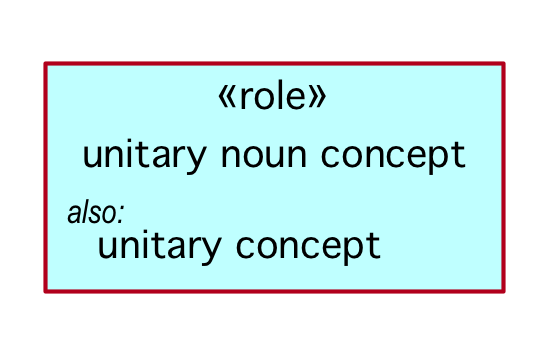 «role»
unitary noun concept
also:
unitary concept